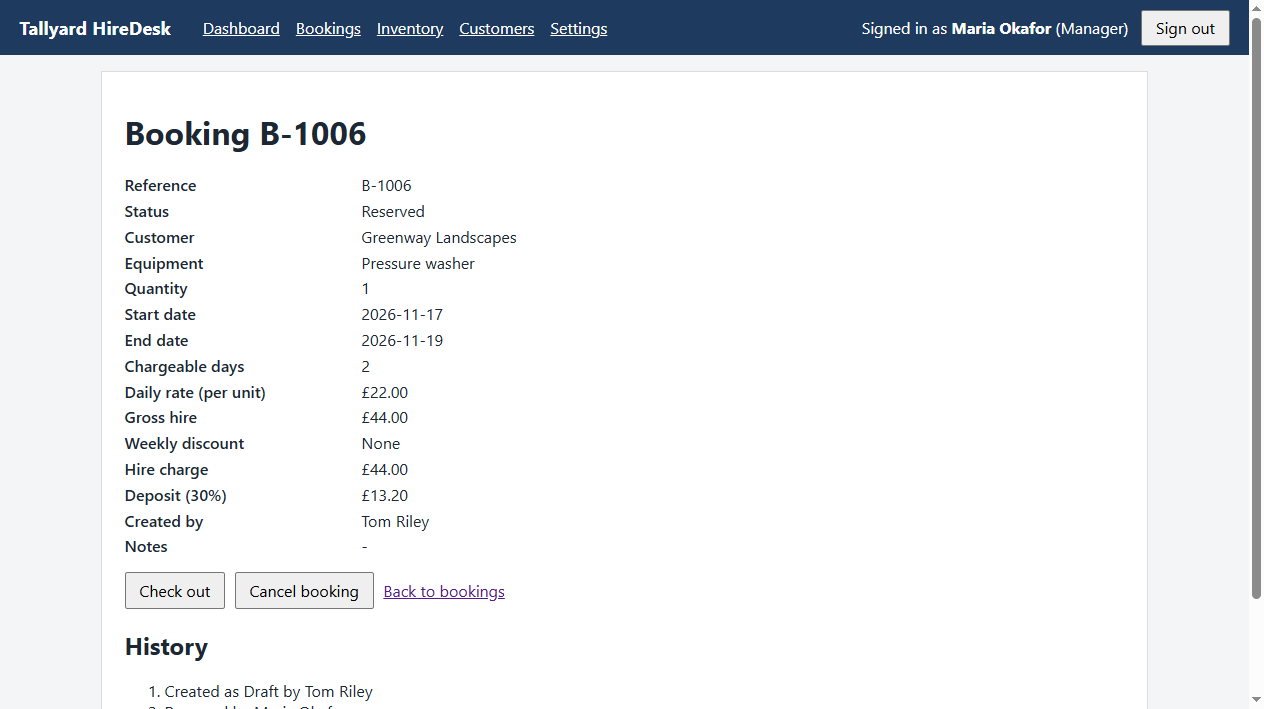 Tallyard HireDesk Dashboard Bookings Inventory Customers Settings Signed in as Maria Okafor (Manager) Sign out
Booking B-1006
Reference B-1006
Status Reserved
Customer Greenway Landscapes
Equipment Pressure washer
Quantity 1
Start date 2026-11-17
End date 2026-11-19
Chargeable days 2
Daily rate (per unit) £22.00
Gross hire £44.00
Weekly discount None
Hire charge £44.00
Deposit (30%) £13.20
Created by Tom Riley
Notes -
Check out Cancel booking Back to bookings
History
1. Created as Draft by Tom Riley